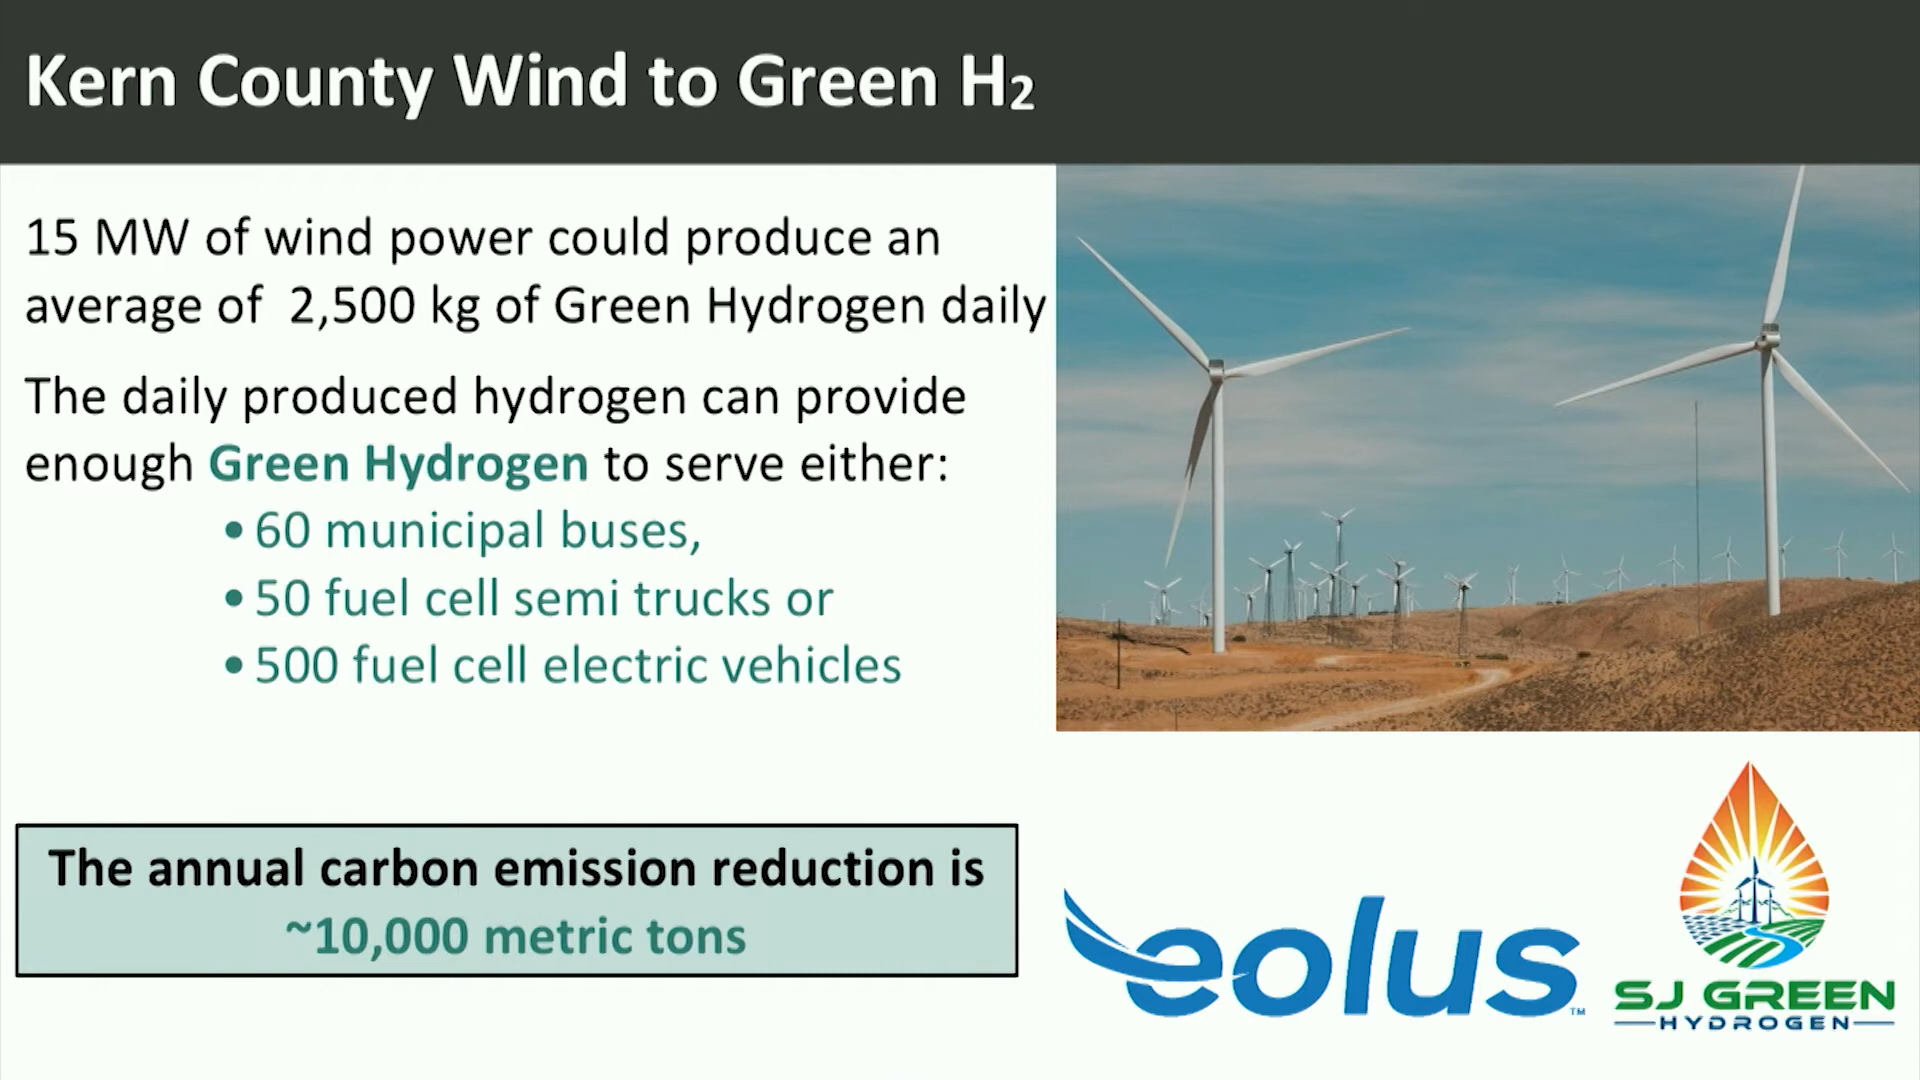 Kern County Wind to Green H₂
15 MW of wind power could produce an
average of 2,500 kg of Green Hydrogen daily
The daily produced hydrogen can provide
enough Green Hydrogen to serve either:
• 60 municipal buses,
• 50 fuel cell semi trucks or
• 500 fuel cell electric vehicles
The annual carbon emission reduction is
~10,000 metric tons
eolus™
SJ GREEN
HYDROGEN